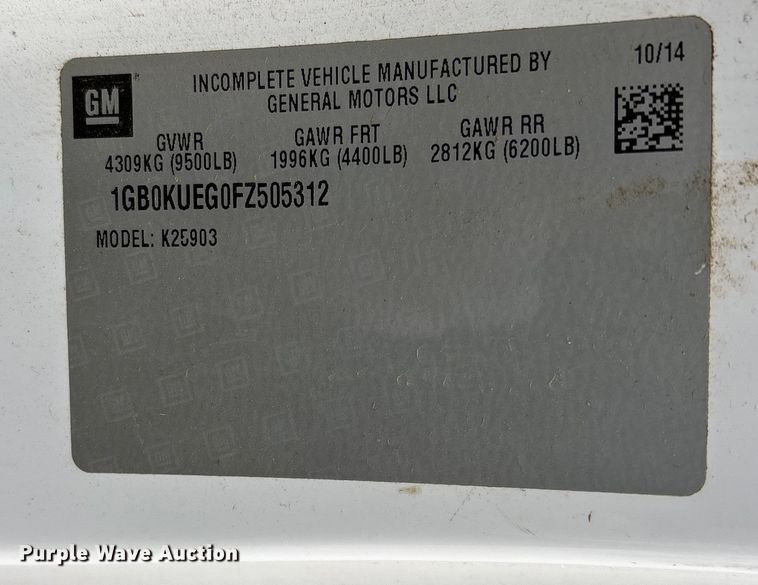 GM
INCOMPLETE VEHICLE MANUFACTURED BY
GENERAL MOTORS LLC
10/14
GVWR
4309KG (9500LB)
GAWR FRT
1996KG (4400LB)
GAWR RR
2812KG (6200LB)
1GB0KUEG0FZ505312
MODEL: K25903
Purple Wave Auction